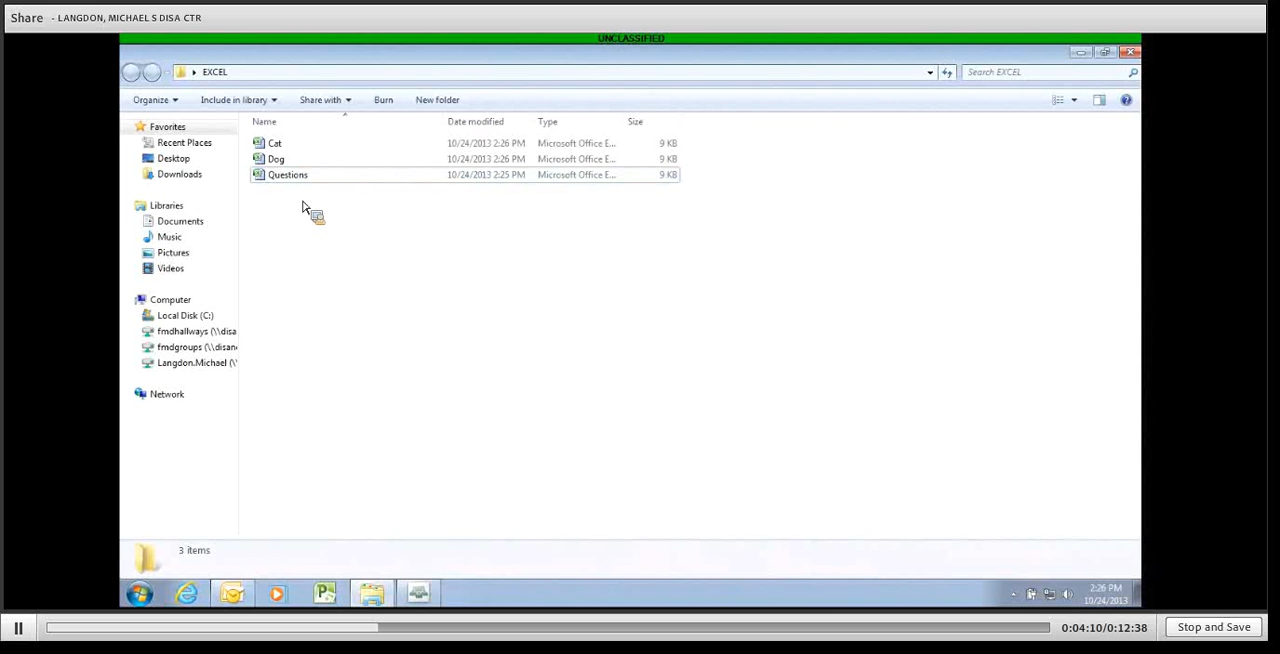 Share - LANGDON, MICHAEL S DISA CTR
UNCLASSIFIED
EXCEL
Search EXCEL
Organize Include in library Share with Burn New folder
Name Date modified Type Size
Favorites
Recent Places
Desktop
Downloads
Libraries
Documents
Music
Pictures
Videos
Computer
Local Disk (C:)
fmdhallways (\\disa
fmdgroups (\\disan
Langdon.Michael (\
Network
Cat 10/24/2013 2:26 PM Microsoft Office E... 9 KB
Dog 10/24/2013 2:26 PM Microsoft Office E... 9 KB
Questions 10/24/2013 2:25 PM Microsoft Office E... 9 KB
3 items
2:26 PM
10/24/2013
0:04:10/0:12:38
Stop and Save